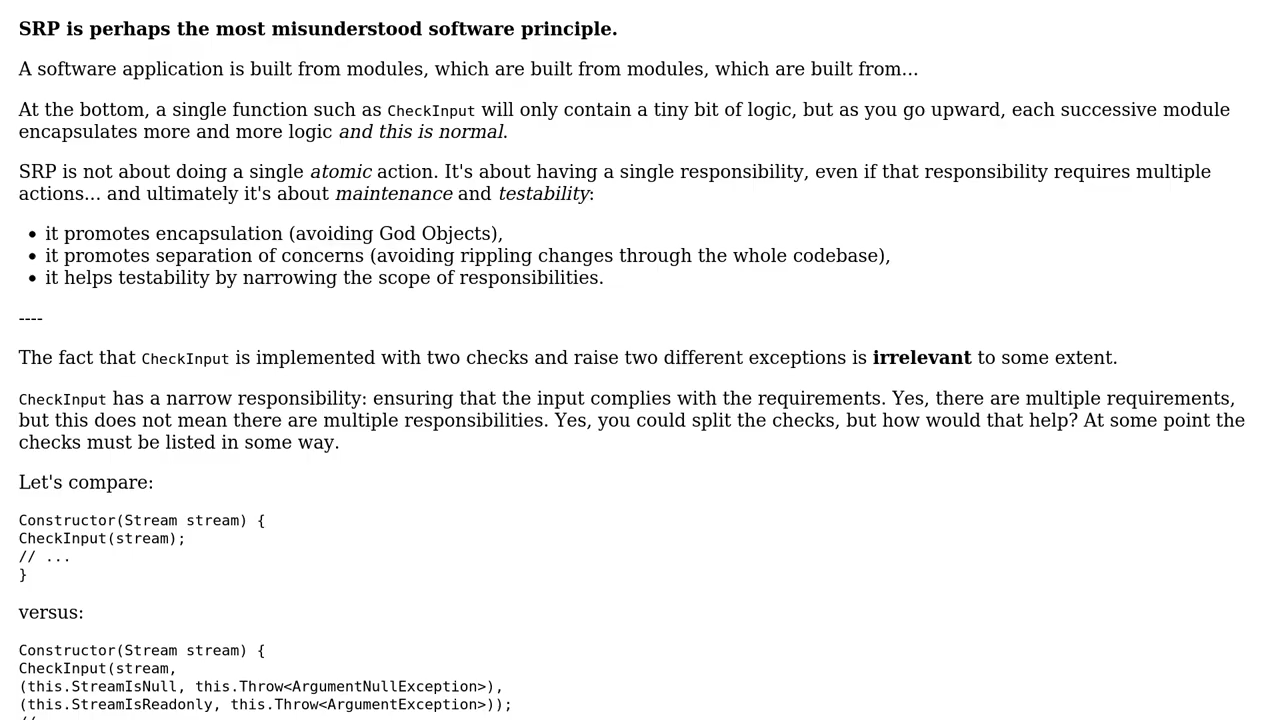 SRP is perhaps the most misunderstood software principle.
A software application is built from modules, which are built from modules, which are built from...
At the bottom, a single function such as CheckInput will only contain a tiny bit of logic, but as you go upward, each successive module
encapsulates more and more logic and this is normal.
SRP is not about doing a single atomic action. It's about having a single responsibility, even if that responsibility requires multiple
actions... and ultimately it's about maintenance and testability:
• it promotes encapsulation (avoiding God Objects),
• it promotes separation of concerns (avoiding rippling changes through the whole codebase),
• it helps testability by narrowing the scope of responsibilities.
----
The fact that CheckInput is implemented with two checks and raise two different exceptions is irrelevant to some extent.
CheckInput has a narrow responsibility: ensuring that the input complies with the requirements. Yes, there are multiple requirements,
but this does not mean there are multiple responsibilities. Yes, you could split the checks, but how would that help? At some point the
checks must be listed in some way.
Let's compare:
Constructor(Stream stream) {
CheckInput(stream);
// ...
}
versus:
Constructor(Stream stream) {
CheckInput(stream,
(this.StreamIsNull, this.Throw<ArgumentNullException>),
(this.StreamIsReadonly, this.Throw<ArgumentException>));